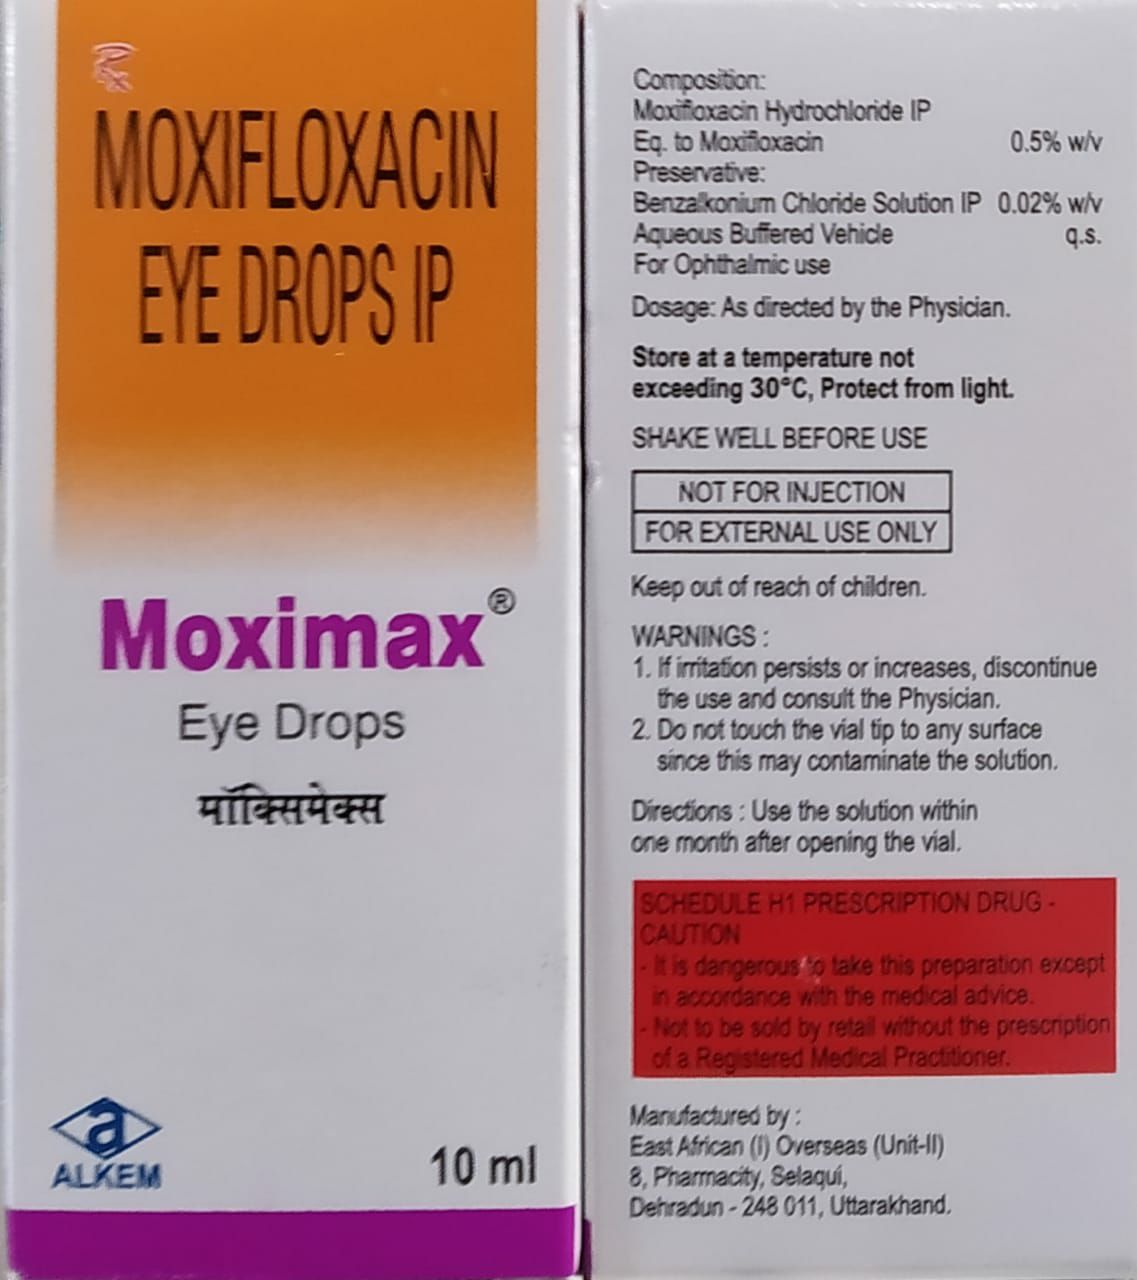 Rx
MOXIFLOXACIN
EYE DROPS IP
Moximax®
Eye Drops
मॉक्सिमेक्स
a
ALKEM
10 ml
Composition:
Moxifloxacin Hydrochloride IP
Eq. to Moxifloxacin 0.5% w/v
Preservative:
Benzalkonium Chloride Solution IP 0.02% w/v
Aqueous Buffered Vehicle q.s.
For Ophthalmic use
Dosage: As directed by the Physician.
Store at a temperature not
exceeding 30°C, Protect from light.
SHAKE WELL BEFORE USE
NOT FOR INJECTION
FOR EXTERNAL USE ONLY
Keep out of reach of children.
WARNINGS :
1. If irritation persists or increases, discontinue
the use and consult the Physician.
2. Do not touch the vial tip to any surface
since this may contaminate the solution.
Directions : Use the solution within
one month after opening the vial.
SCHEDULE H1 PRESCRIPTION DRUG -
CAUTION
- It is dangerous to take this preparation except
in accordance with the medical advice.
- Not to be sold by retail without the prescription
of a Registered Medical Practitioner.
Manufactured by :
East African (I) Overseas (Unit-II)
8, Pharmacity, Selaqui,
Dehradun - 248 011, Uttarakhand.